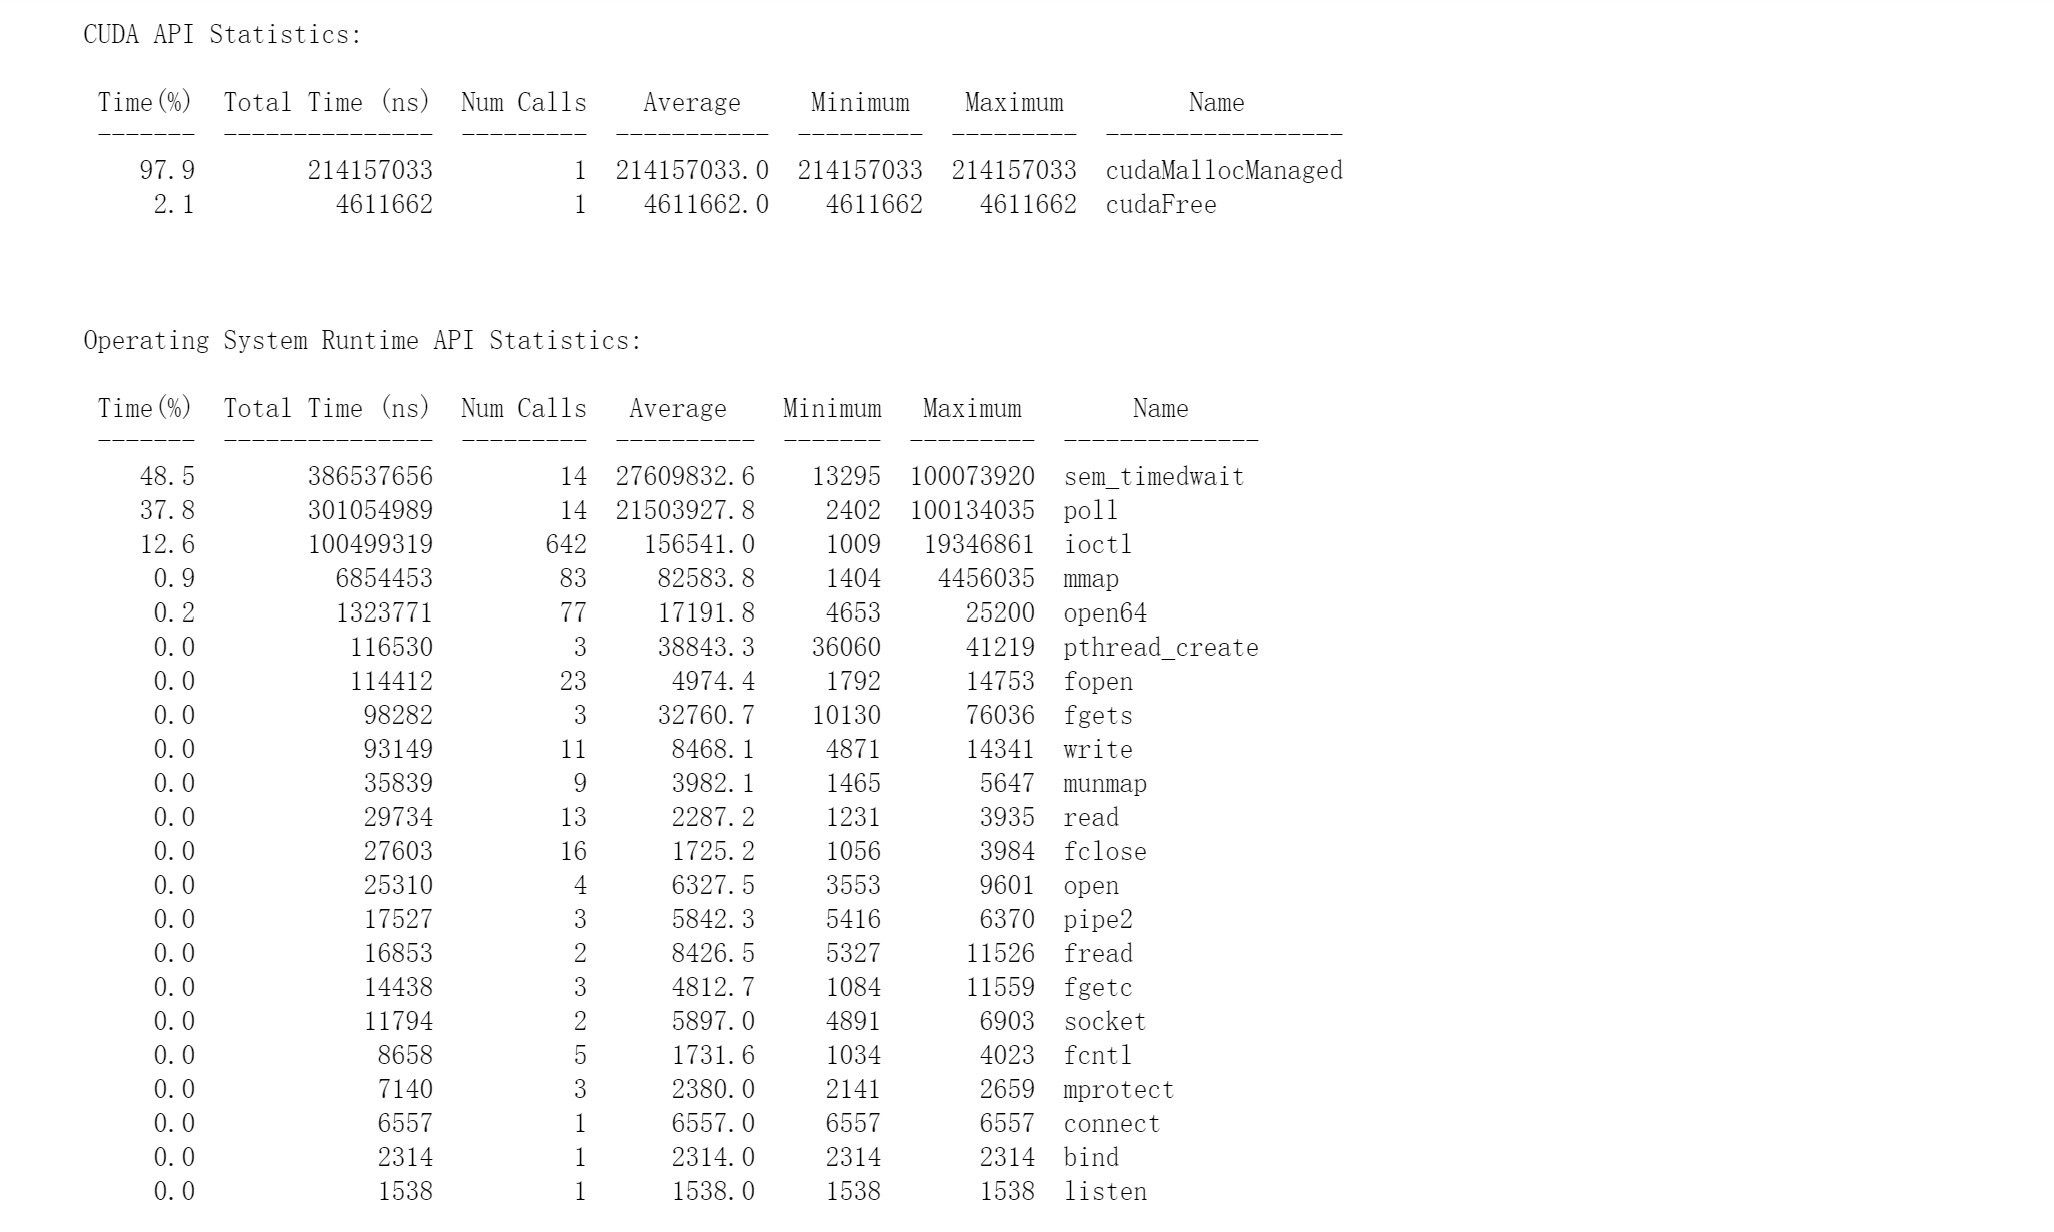 CUDA API Statistics:
Time(%)  Total Time (ns)  Num Calls    Average     Minimum    Maximum         Name
-------  ---------------  ---------  -----------  ---------  ---------  -----------------
   97.9        214157033          1  214157033.0  214157033  214157033  cudaMallocManaged
    2.1          4611662          1    4611662.0    4611662    4611662  cudaFree
Operating System Runtime API Statistics:
Time(%)  Total Time (ns)  Num Calls   Average    Minimum   Maximum        Name
-------  ---------------  ---------  ----------  -------  ---------  --------------
   48.5        386537656         14  27609832.6    13295  100073920  sem_timedwait
   37.8        301054989         14  21503927.8     2402  100134035  poll
   12.6        100499319        642    156541.0     1009   19346861  ioctl
    0.9          6854453         83     82583.8     1404    4456035  mmap
    0.2          1323771         77     17191.8     4653      25200  open64
    0.0           116530          3     38843.3    36060      41219  pthread_create
    0.0           114412         23      4974.4     1792      14753  fopen
    0.0            98282          3     32760.7    10130      76036  fgets
    0.0            93149         11      8468.1     4871      14341  write
    0.0            35839          9      3982.1     1465       5647  munmap
    0.0            29734         13      2287.2     1231       3935  read
    0.0            27603         16      1725.2     1056       3984  fclose
    0.0            25310          4      6327.5     3553       9601  open
    0.0            17527          3      5842.3     5416       6370  pipe2
    0.0            16853          2      8426.5     5327      11526  fread
    0.0            14438          3      4812.7     1084      11559  fgetc
    0.0            11794          2      5897.0     4891       6903  socket
    0.0             8658          5      1731.6     1034       4023  fcntl
    0.0             7140          3      2380.0     2141       2659  mprotect
    0.0             6557          1      6557.0     6557       6557  connect
    0.0             2314          1      2314.0     2314       2314  bind
    0.0             1538          1      1538.0     1538       1538  listen